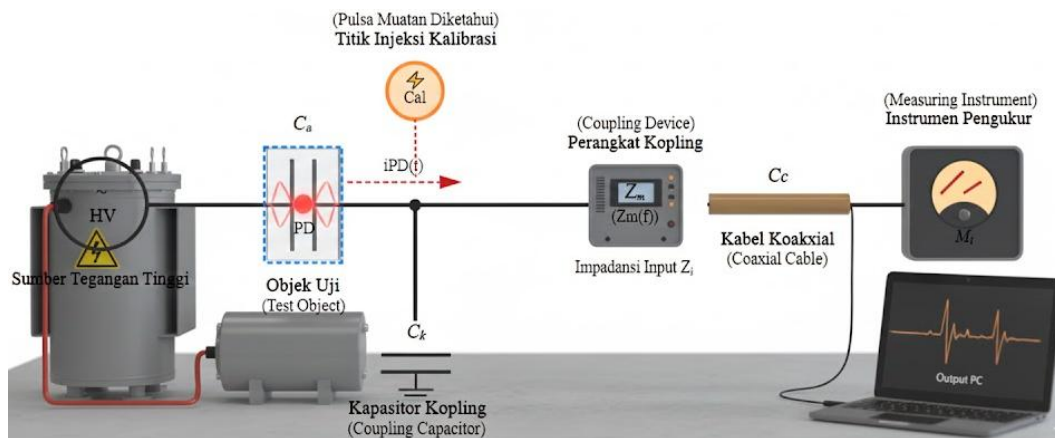 (Pulsa Muatan Diketahui)
Titik Injeksi Kalibrasi
Cal
Cₐ
iPD(f)
~
HV
Sumber Tegangan Tinggi
PD
Objek Uji
(Test Object)
Cₖ
Kapasitor Kopling
(Coupling Capacitor)
(Coupling Device)
Perangkat Kopling
Zₘ
(Zm(f))
Impadansi Input Zᵢ
C꜀
Kabel Koakxial
(Coaxial Cable)
(Measuring Instrument)
Instrumen Pengukur
Mᵢ
Output PC